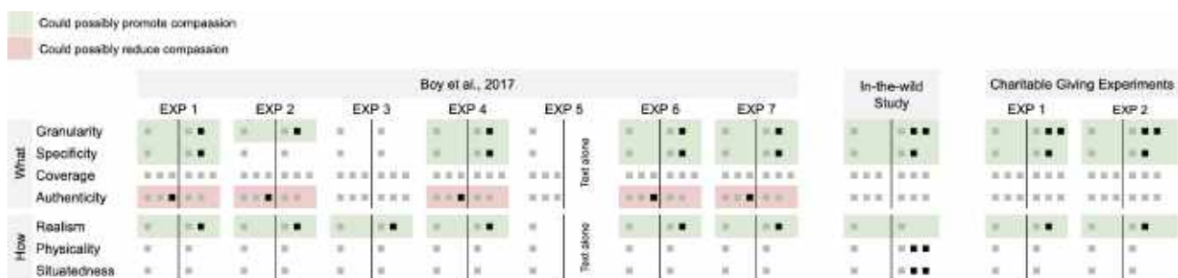 Could possibly promote compassion
Could possibly reduce compassion
Boy et al., 2017
In-the-wild
Study
Charitable Giving Experiments
EXP 1 EXP 2 EXP 3 EXP 4 EXP 5 EXP 6 EXP 7 EXP 1 EXP 2
What
Granularity
Specificity
Coverage
Authenticity
Text alone
How
Realism
Physicality
Situatedness
Text alone